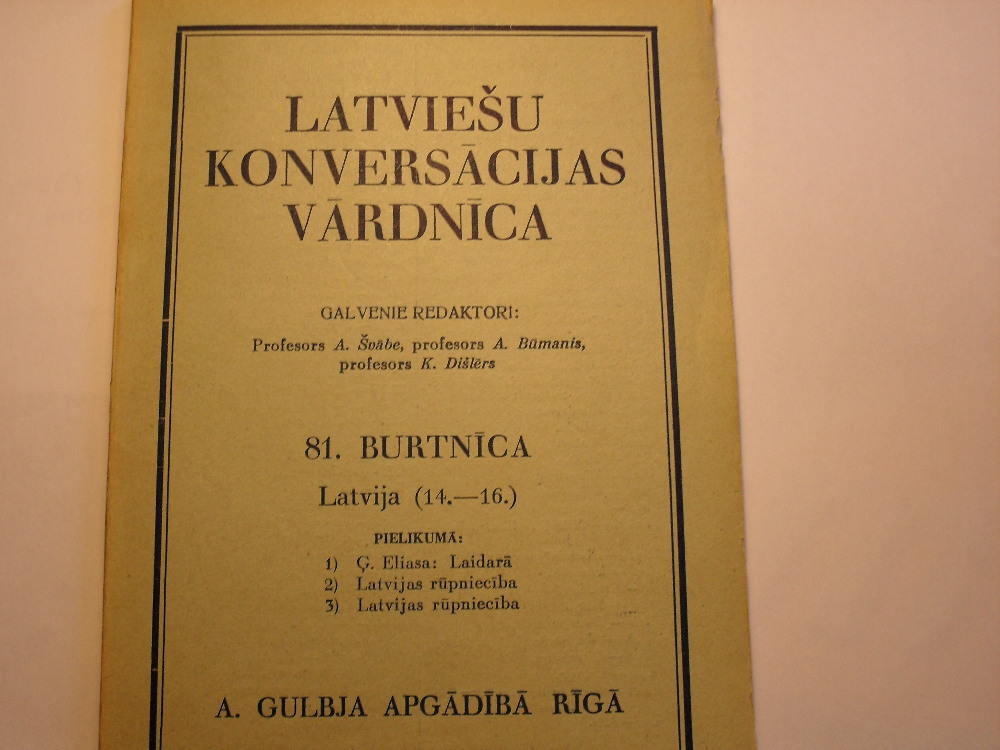 LATVIEŠU
KONVERSĀCIJAS
VĀRDNĪCA
GALVENIE REDAKTORI:
Profesors A. Švābe, profesors A. Būmanis,
profesors K. Dišlērs
81. BURTNĪCA
Latvija (14.—16.)
PIELIKUMĀ:
1) Ģ. Eliasa: Laidarā
2) Latvijas rūpniecība
3) Latvijas rūpniecība
A. GULBJA APGĀDĪBĀ RĪGĀ